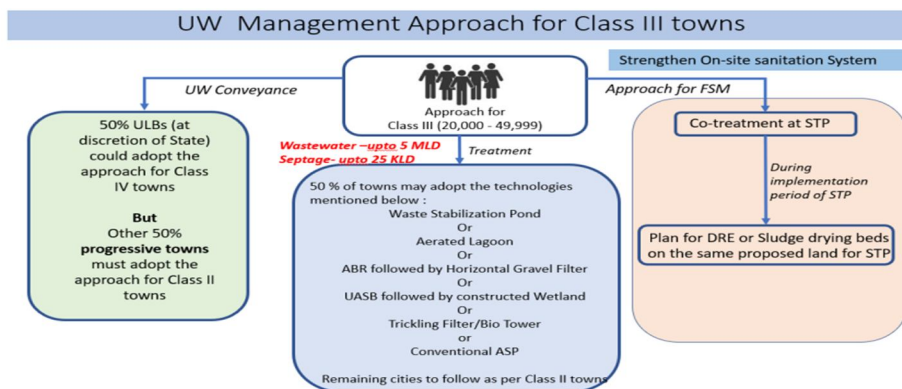 UW Management Approach for Class III towns
Strengthen On-site sanitation System
UW Conveyance
Approach for FSM
Approach for
Class III (20,000 - 49,999)
50% ULBs (at
discretion of State)
could adopt the
approach for Class
IV towns
But
Other 50%
progressive towns
must adopt the
approach for Class II
towns
Wastewater –upto 5 MLD
Septage- upto 25 KLD
Treatment
50 % of towns may adopt the technologies
mentioned below :
Waste Stabilization Pond
Or
Aerated Lagoon
Or
ABR followed by Horizontal Gravel Filter
Or
UASB followed by constructed Wetland
Or
Trickling Filter/Bio Tower
or
Conventional ASP
Remaining cities to follow as per Class II towns
Co-treatment at STP
During
implementation
period of STP
Plan for DRE or Sludge drying beds
on the same proposed land for STP